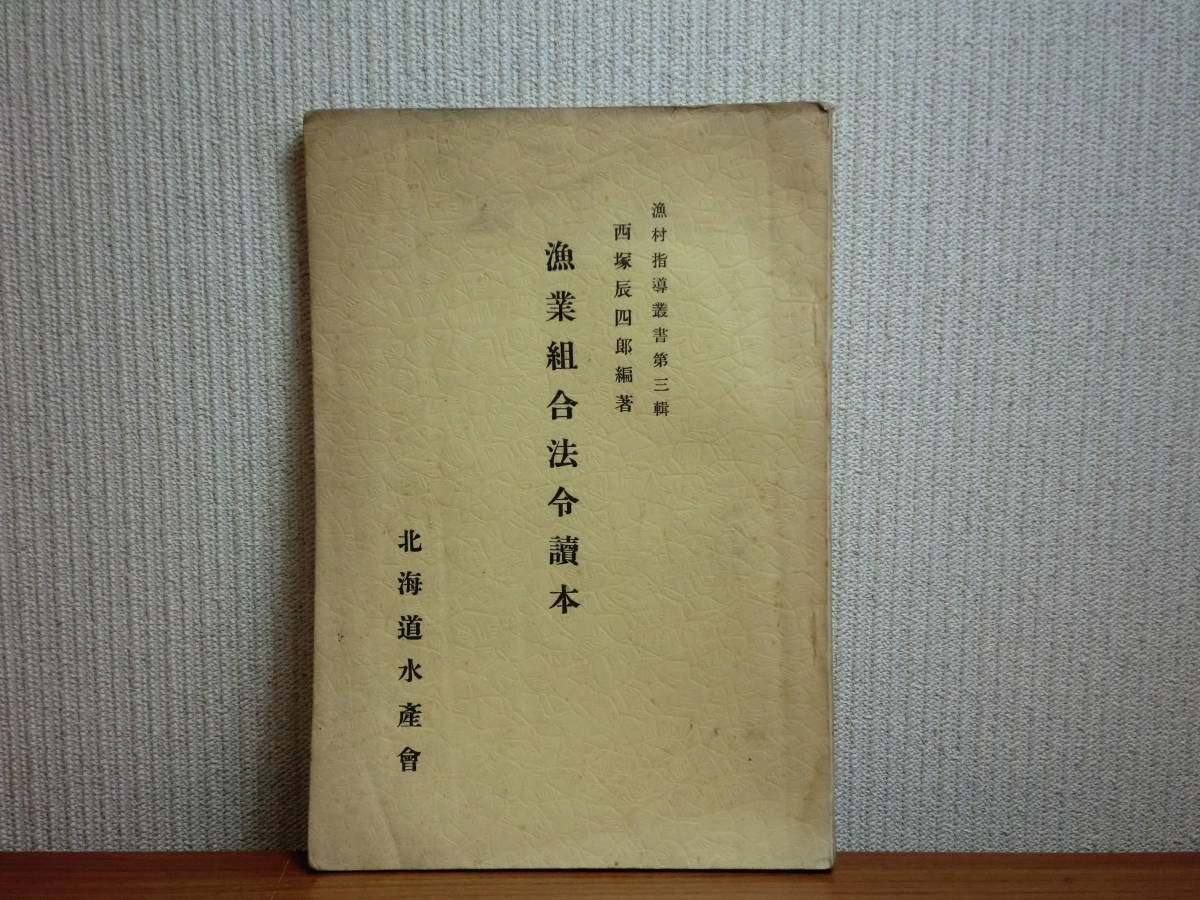 漁村指導叢書第三輯
西塚辰四郎編著
漁業組合法令讀本
北海道水產會